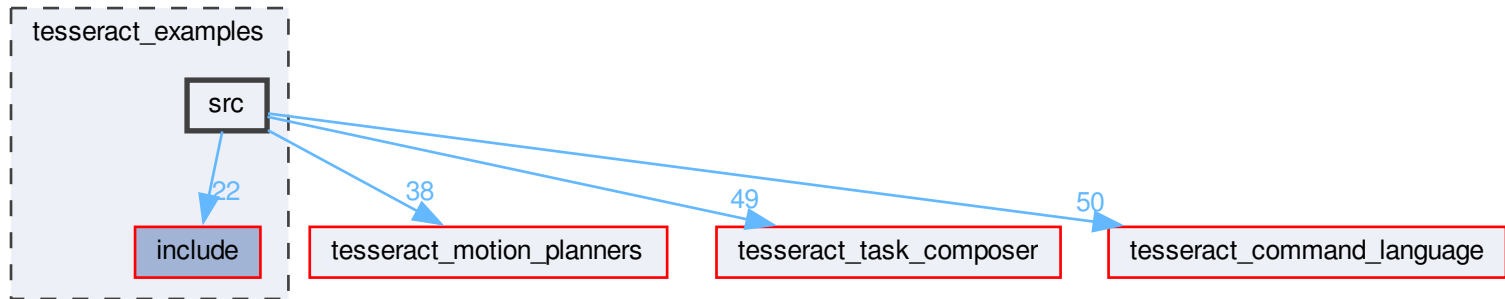 tesseract_examples
src
22
38
49
50
include
tesseract_motion_planners
tesseract_task_composer
tesseract_command_language